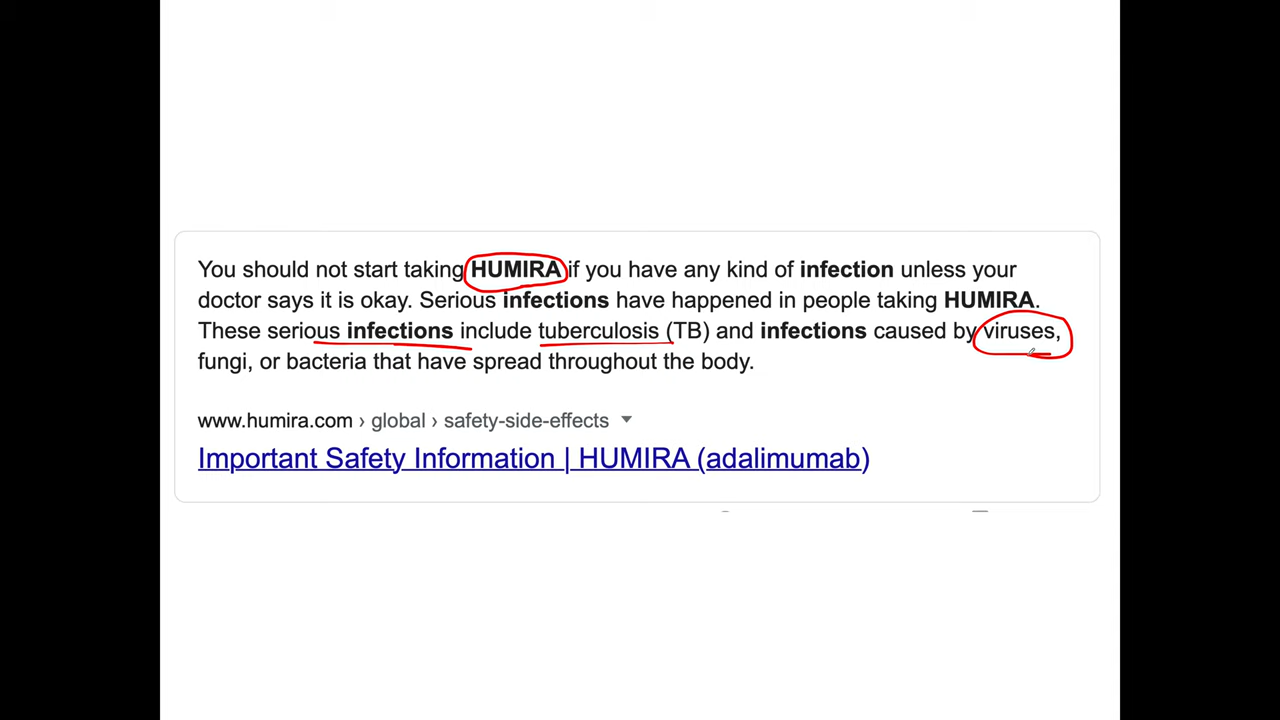 You should not start taking HUMIRA if you have any kind of infection unless your
doctor says it is okay. Serious infections have happened in people taking HUMIRA.
These serious infections include tuberculosis (TB) and infections caused by viruses,
fungi, or bacteria that have spread throughout the body.
www.humira.com › global › safety-side-effects
Important Safety Information | HUMIRA (adalimumab)